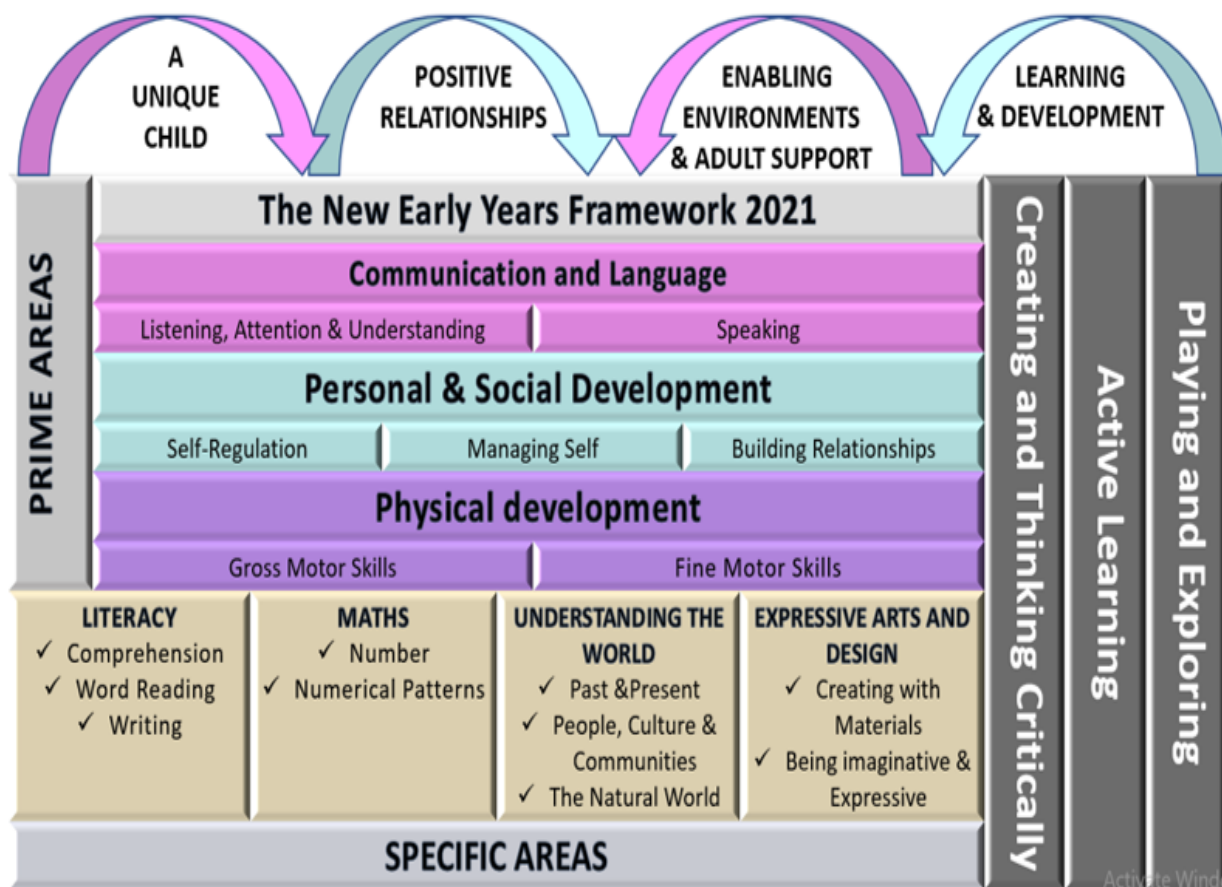 A
UNIQUE
CHILD
POSITIVE
RELATIONSHIPS
ENABLING
ENVIRONMENTS
& ADULT SUPPORT
LEARNING
& DEVELOPMENT
PRIME AREAS
The New Early Years Framework 2021
Communication and Language
Listening, Attention & Understanding
Speaking
Personal & Social Development
Self-Regulation
Managing Self
Building Relationships
Physical development
Gross Motor Skills
Fine Motor Skills
LITERACY
✓ Comprehension
✓ Word Reading
✓ Writing
MATHS
✓ Number
✓ Numerical Patterns
UNDERSTANDING THE
WORLD
✓ Past &Present
✓ People, Culture &
Communities
✓ The Natural World
EXPRESSIVE ARTS AND
DESIGN
✓ Creating with
Materials
✓ Being imaginative &
Expressive
SPECIFIC AREAS
Creating and Thinking Critically
Active Learning
Playing and Exploring
Activate Wind